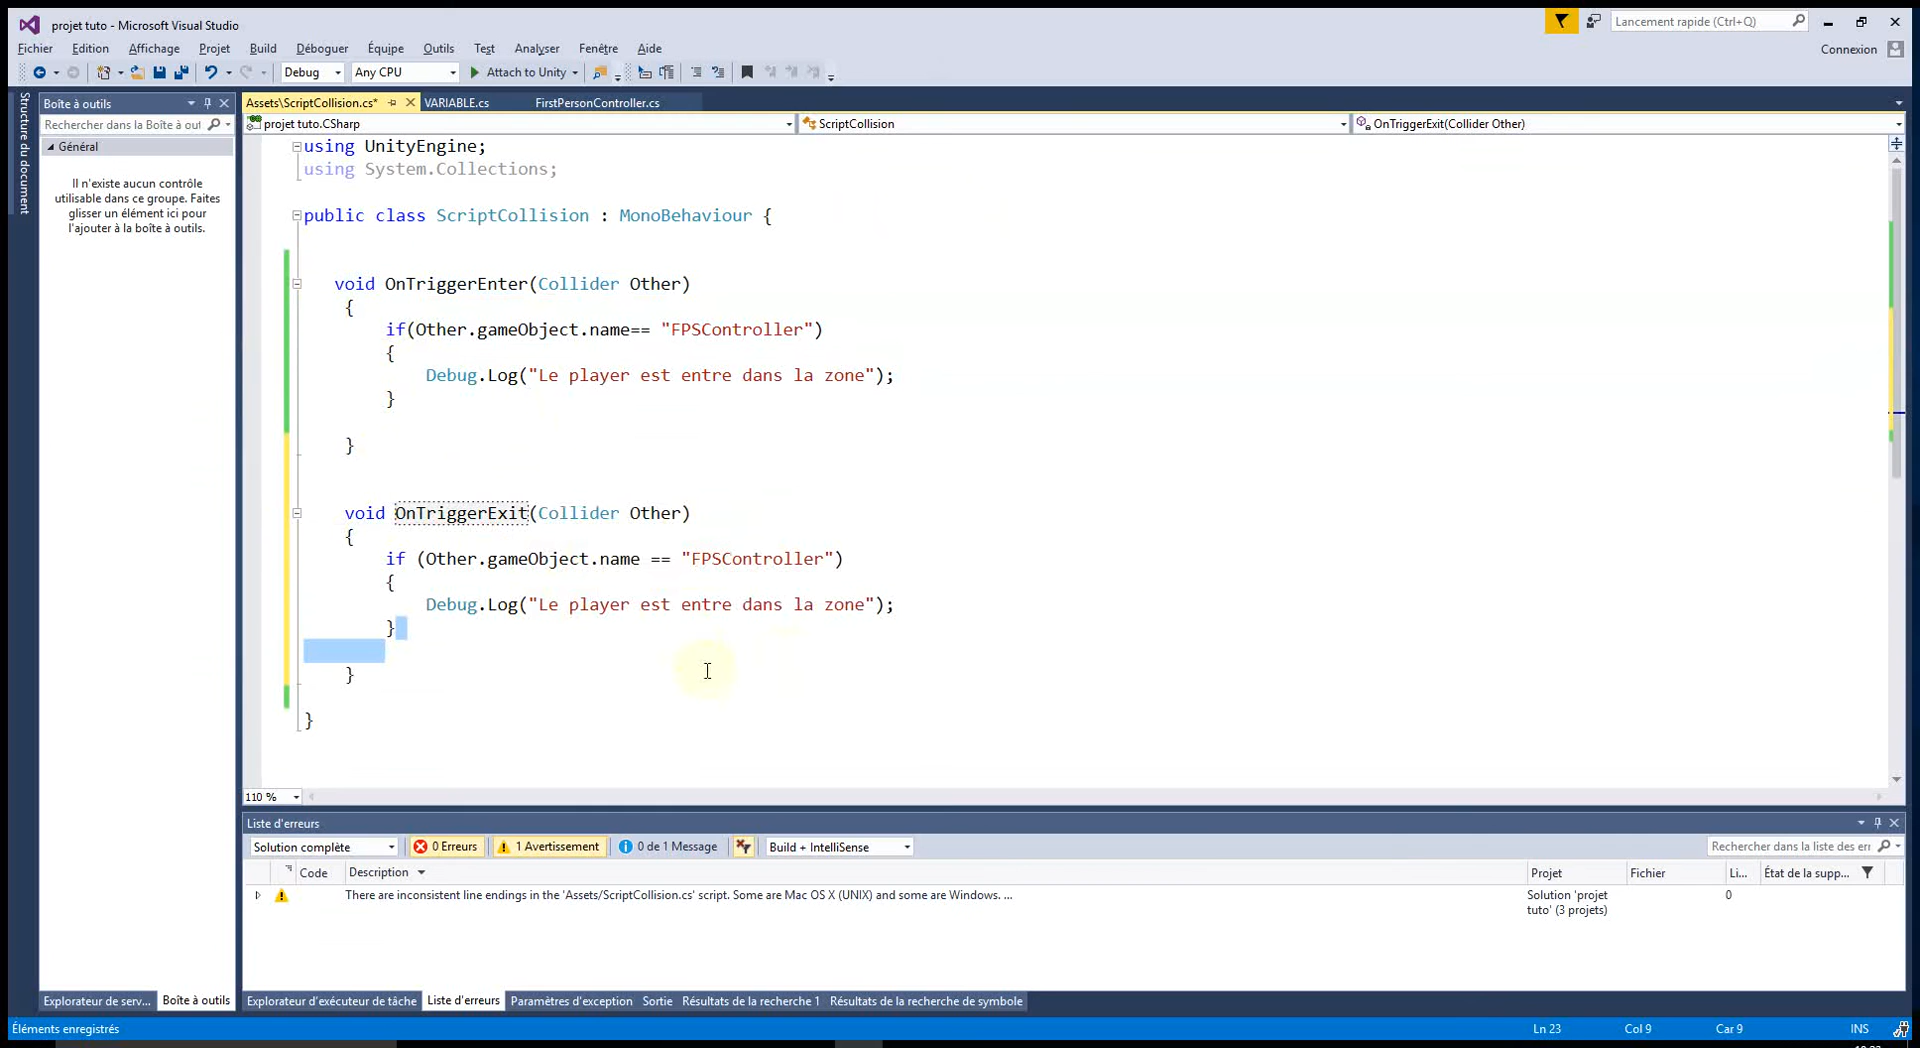 projet tuto - Microsoft Visual Studio
Lancement rapide (Ctrl+Q)
Fichier Edition Affichage Projet Build Déboguer Équipe Outils Test Analyser Fenêtre Aide
Connexion
Debug Any CPU Attach to Unity
Structure du document
Boîte à outils
Rechercher dans la Boîte à out
Général
Il n'existe aucun contrôle
utilisable dans ce groupe. Faites
glisser un élément ici pour
l'ajouter à la boîte à outils.
Assets\ScriptCollision.cs* VARIABLE.cs FirstPersonController.cs
projet tuto.CSharp ScriptCollision OnTriggerExit(Collider Other)
using UnityEngine;
using System.Collections;
public class ScriptCollision : MonoBehaviour {
void OnTriggerEnter(Collider Other)
{
if(Other.gameObject.name== "FPSController")
{
Debug.Log("Le player est entre dans la zone");
}
}
void OnTriggerExit(Collider Other)
{
if (Other.gameObject.name == "FPSController")
{
Debug.Log("Le player est entre dans la zone");
}
}
}
110 %
Liste d'erreurs
Solution complète 0 Erreurs 1 Avertissement 0 de 1 Message Build + IntelliSense Rechercher dans la liste des err
Code Description Projet Fichier Li... État de la supp...
There are inconsistent line endings in the 'Assets/ScriptCollision.cs' script. Some are Mac OS X (UNIX) and some are Windows. ... Solution 'projet 0
tuto' (3 projets)
Explorateur de serv... Boîte à outils Explorateur d'exécuteur de tâche Liste d'erreurs Paramètres d'exception Sortie Résultats de la recherche 1 Résultats de la recherche de symbole
Éléments enregistrés Ln 23 Col 9 Car 9 INS